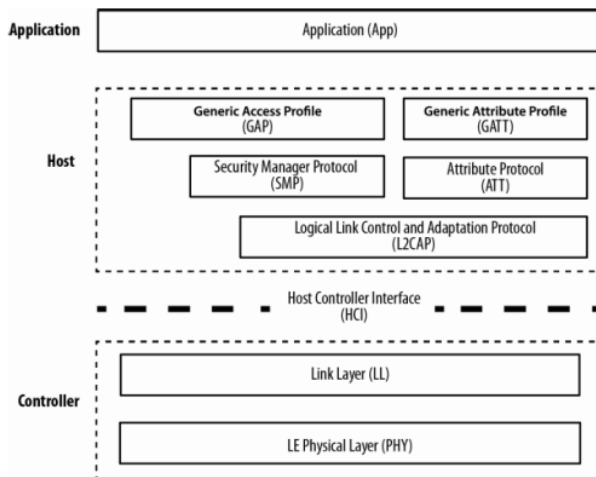 Application
Application (App)
Generic Access Profile
(GAP)
Generic Attribute Profile
(GATT)
Host
Security Manager Protocol
(SMP)
Attribute Protocol
(ATT)
Logical Link Control and Adaptation Protocol
(L2CAP)
Host Controller Interface
(HCI)
Link Layer (LL)
Controller
LE Physical Layer (PHY)